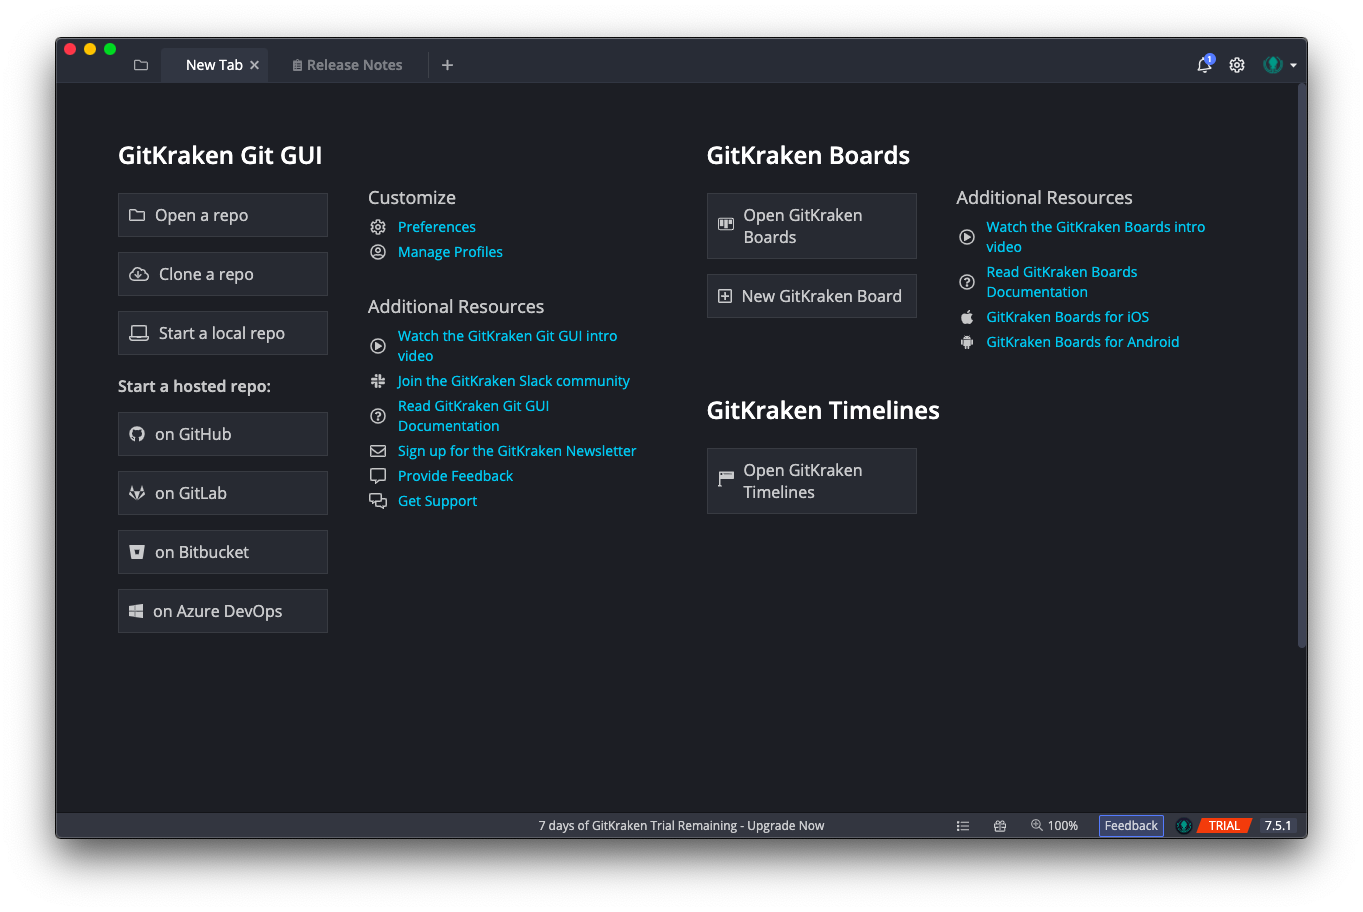 New Tab
Release Notes
1
GitKraken Git GUI
Open a repo
Clone a repo
Start a local repo
Start a hosted repo:
on GitHub
on GitLab
on Bitbucket
on Azure DevOps
Customize
Preferences
Manage Profiles
Additional Resources
Watch the GitKraken Git GUI intro
video
Join the GitKraken Slack community
Read GitKraken Git GUI
Documentation
Sign up for the GitKraken Newsletter
Provide Feedback
Get Support
GitKraken Boards
Open GitKraken
Boards
New GitKraken Board
Additional Resources
Watch the GitKraken Boards intro
video
Read GitKraken Boards
Documentation
GitKraken Boards for iOS
GitKraken Boards for Android
GitKraken Timelines
Open GitKraken
Timelines
7 days of GitKraken Trial Remaining - Upgrade Now
100%
Feedback
TRIAL
7.5.1